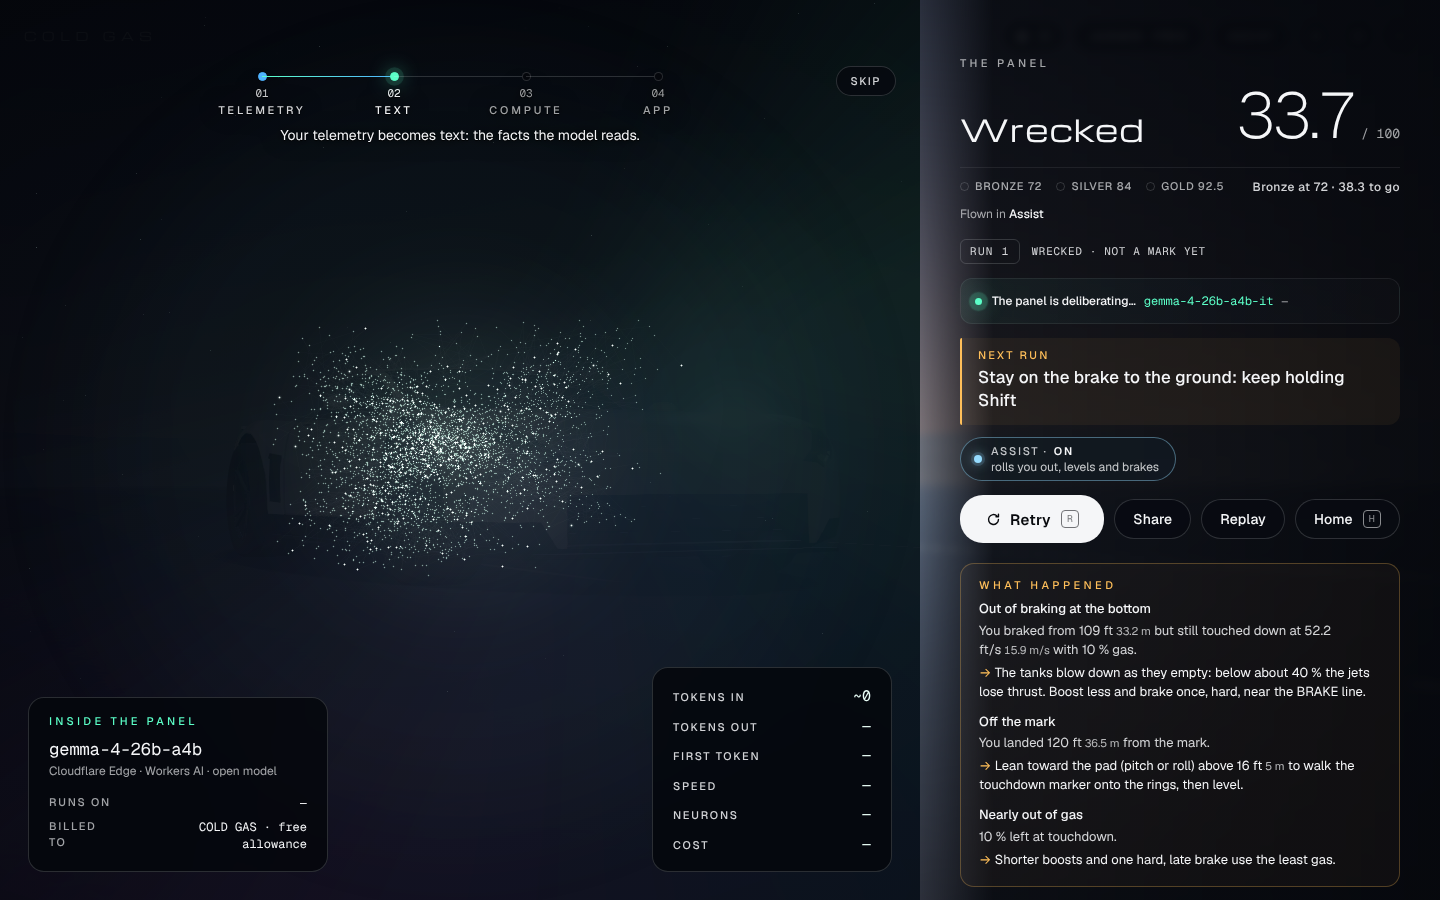 COLD GAS
01
TELEMETRY
02
TEXT
03
COMPUTE
04
APP
Your telemetry becomes text: the facts the model reads.
SKIP
INSIDE THE PANEL
gemma-4-26b-a4b
Cloudflare Edge · Workers AI · open model
RUNS ON –
BILLED TO COLD GAS · free allowance
TOKENS IN ~0
TOKENS OUT –
FIRST TOKEN –
SPEED –
NEURONS –
COST –
THE PANEL
Wrecked 33.7 / 100
BRONZE 72 SILVER 84 GOLD 92.5 Bronze at 72 · 38.3 to go
Flown in Assist
RUN 1 WRECKED · NOT A MARK YET
The panel is deliberating… gemma-4-26b-a4b-it –
NEXT RUN
Stay on the brake to the ground: keep holding
Shift
ASSIST · ON
rolls you out, levels and brakes
Retry R Share Replay Home H
WHAT HAPPENED
Out of braking at the bottom
You braked from 109 ft 33.2 m but still touched down at 52.2
ft/s 15.9 m/s with 10 % gas.
→ The tanks blow down as they empty: below about 40 % the jets
lose thrust. Boost less and brake once, hard, near the BRAKE line.
Off the mark
You landed 120 ft 36.5 m from the mark.
→ Lean toward the pad (pitch or roll) above 16 ft 5 m to walk the
touchdown marker onto the rings, then level.
Nearly out of gas
10 % left at touchdown.
→ Shorter boosts and one hard, late brake use the least gas.